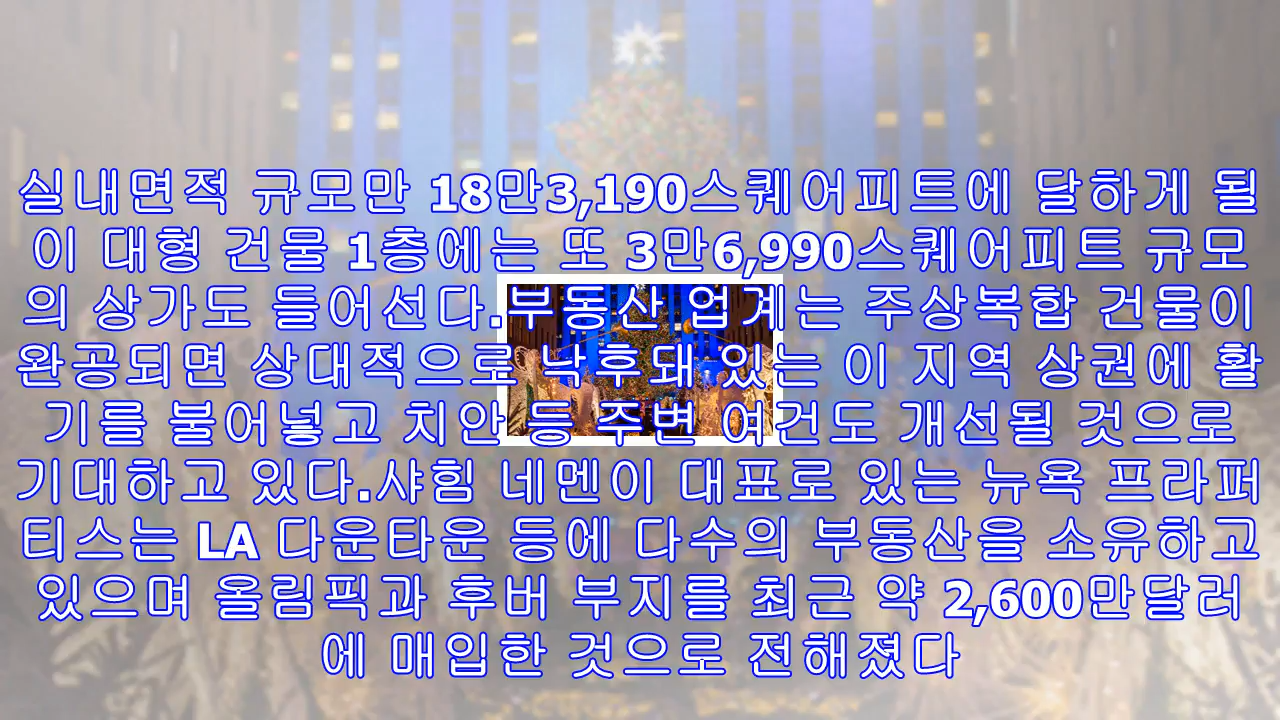 실내면적 규모만 18만3,190스퀘어피트에 달하게 될
이 대형 건물 1층에는 또 3만6,990스퀘어피트 규모
의 상가도 들어선다.부동산 업계는 주상복합 건물이
완공되면 상대적으로 낙후돼 있는 이 지역 상권에 활
기를 불어넣고 치안 등 주변 여건도 개선될 것으로
기대하고 있다.샤힘 네멘이 대표로 있는 뉴욕 프라퍼
티스는 LA 다운타운 등에 다수의 부동산을 소유하고
있으며 올림픽과 후버 부지를 최근 약 2,600만달러
에 매입한 것으로 전해졌다